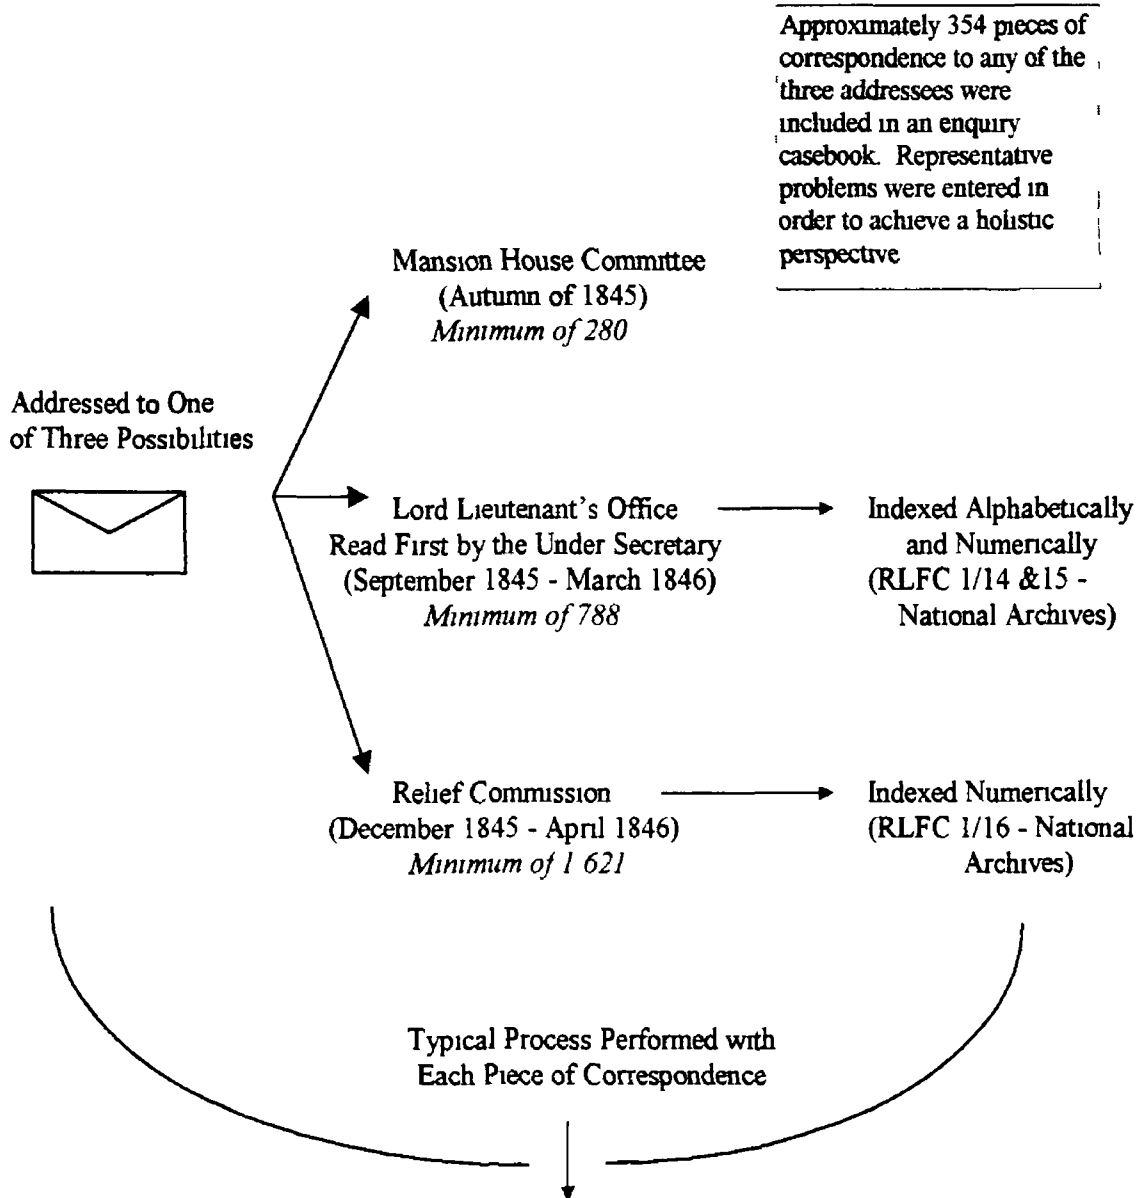 Approximately 354 pieces of
correspondence to any of the
three addressees were
included in an enquiry
casebook. Representative
problems were entered in
order to achieve a holistic
perspective
Mansion House Committee
(Autumn of 1845)
Minimum of 280
Addressed to One
of Three Possibilities
Lord Lieutenant's Office
Read First by the Under Secretary
(September 1845 - March 1846)
Minimum of 788
Indexed Alphabetically
and Numerically
(RLFC 1/14 &15 -
National Archives)
Relief Commission
(December 1845 - April 1846)
Minimum of 1 621
Indexed Numerically
(RLFC 1/16 - National
Archives)
Typical Process Performed with
Each Piece of Correspondence